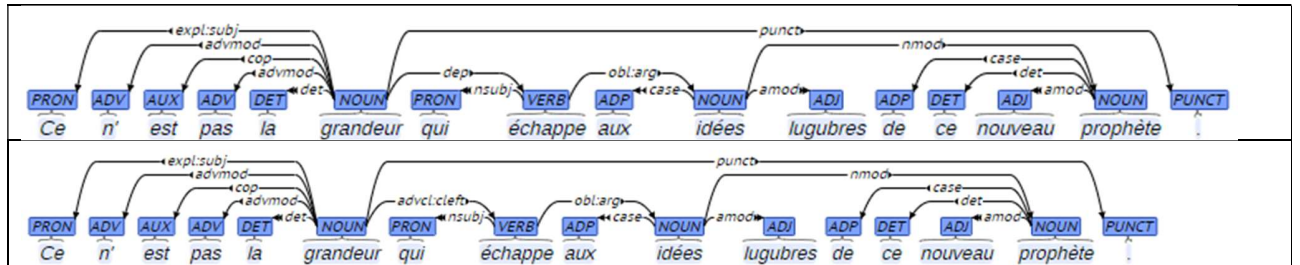 expl:subj punct
advmod nmod
cop case
advmod dep obl:arg det
det nsubj case amod amod
PRON ADV AUX ADV DET NOUN PRON VERB ADP NOUN ADJ ADP DET ADJ NOUN PUNCT
Ce n' est pas la grandeur qui échappe aux idées lugubres de ce nouveau prophète .
expl:subj punct
advmod nmod
cop case
advmod advcl:cleft obl:arg det
det nsubj case amod amod
PRON ADV AUX ADV DET NOUN PRON VERB ADP NOUN ADJ ADP DET ADJ NOUN PUNCT
Ce n' est pas la grandeur qui échappe aux idées lugubres de ce nouveau prophète .